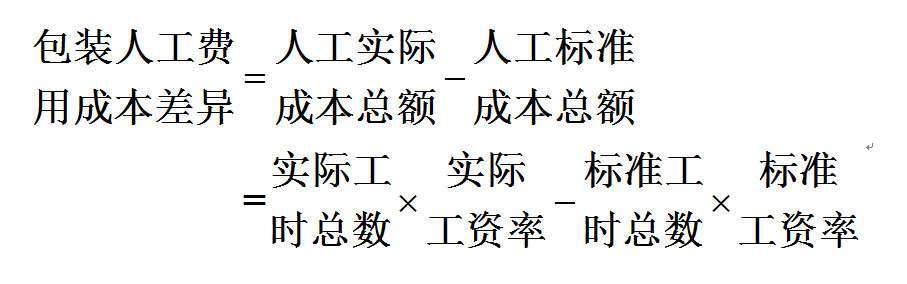 包装人工费用成本差异＝人工实际成本总额－人工标准成本总额
＝实际工时总数×实际工资率－标准工时总数×标准工资率